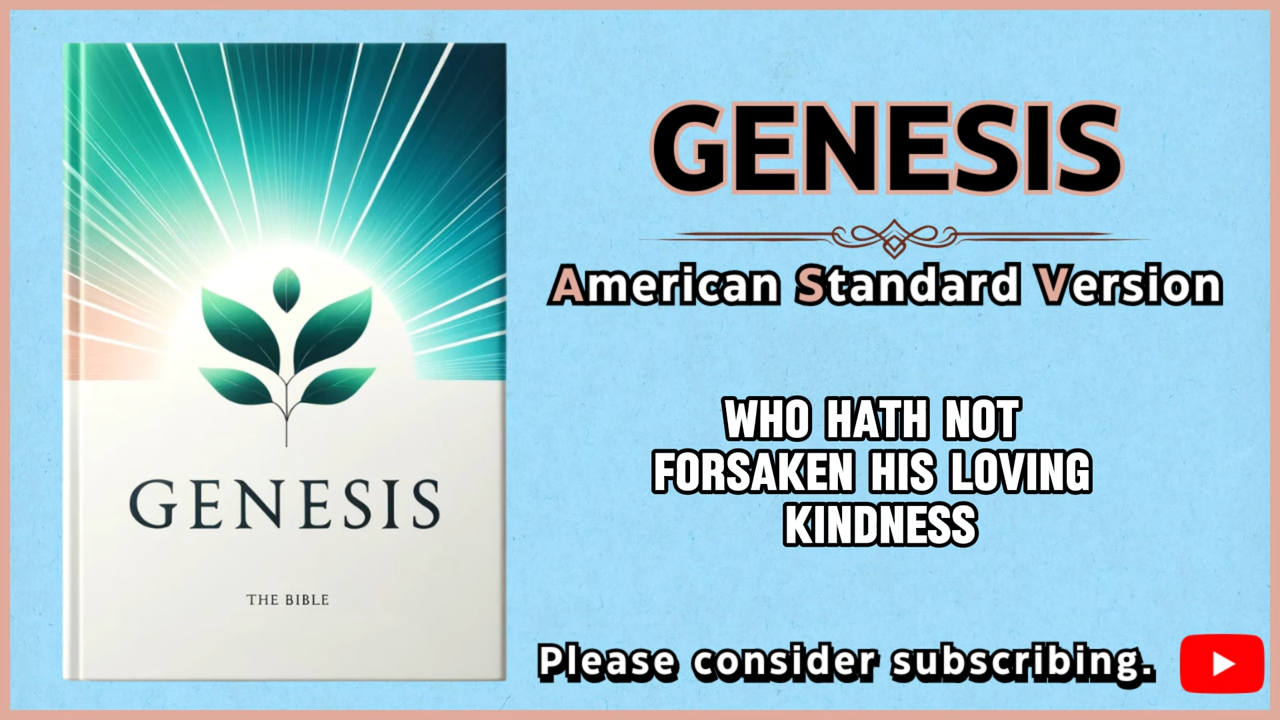 GENESIS
THE BIBLE
GENESIS
American Standard Version
WHO HATH NOT
FORSAKEN HIS LOVING
KINDNESS
Please consider subscribing.